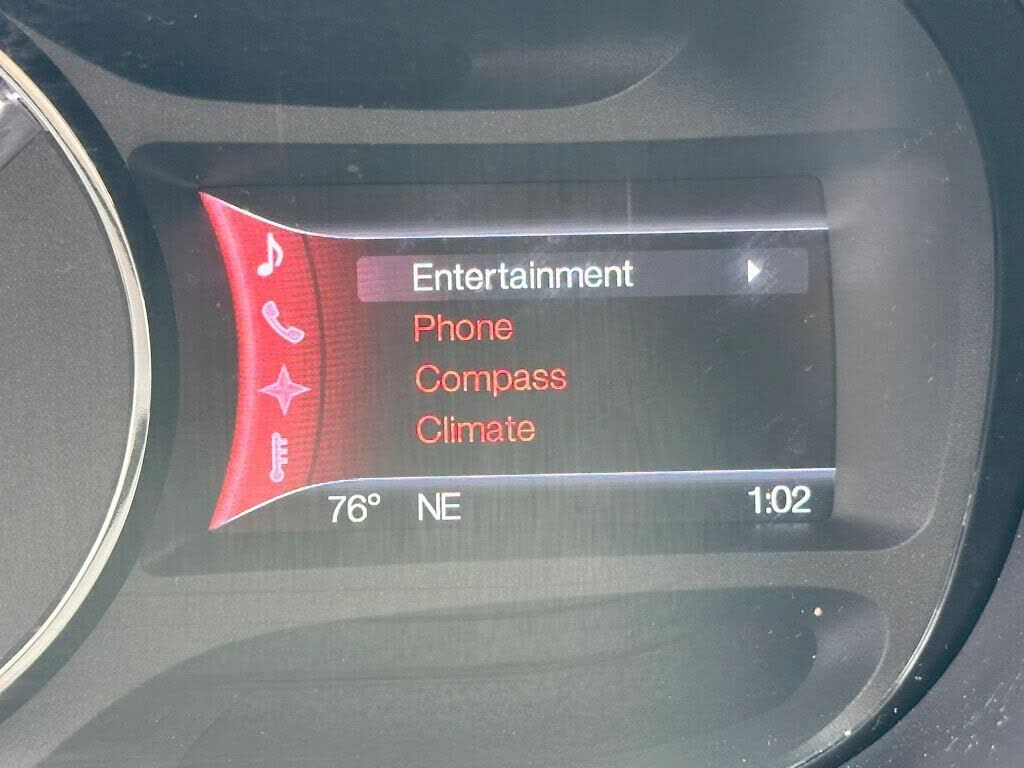 Entertainment
Phone
Compass
Climate
76° NE 1:02